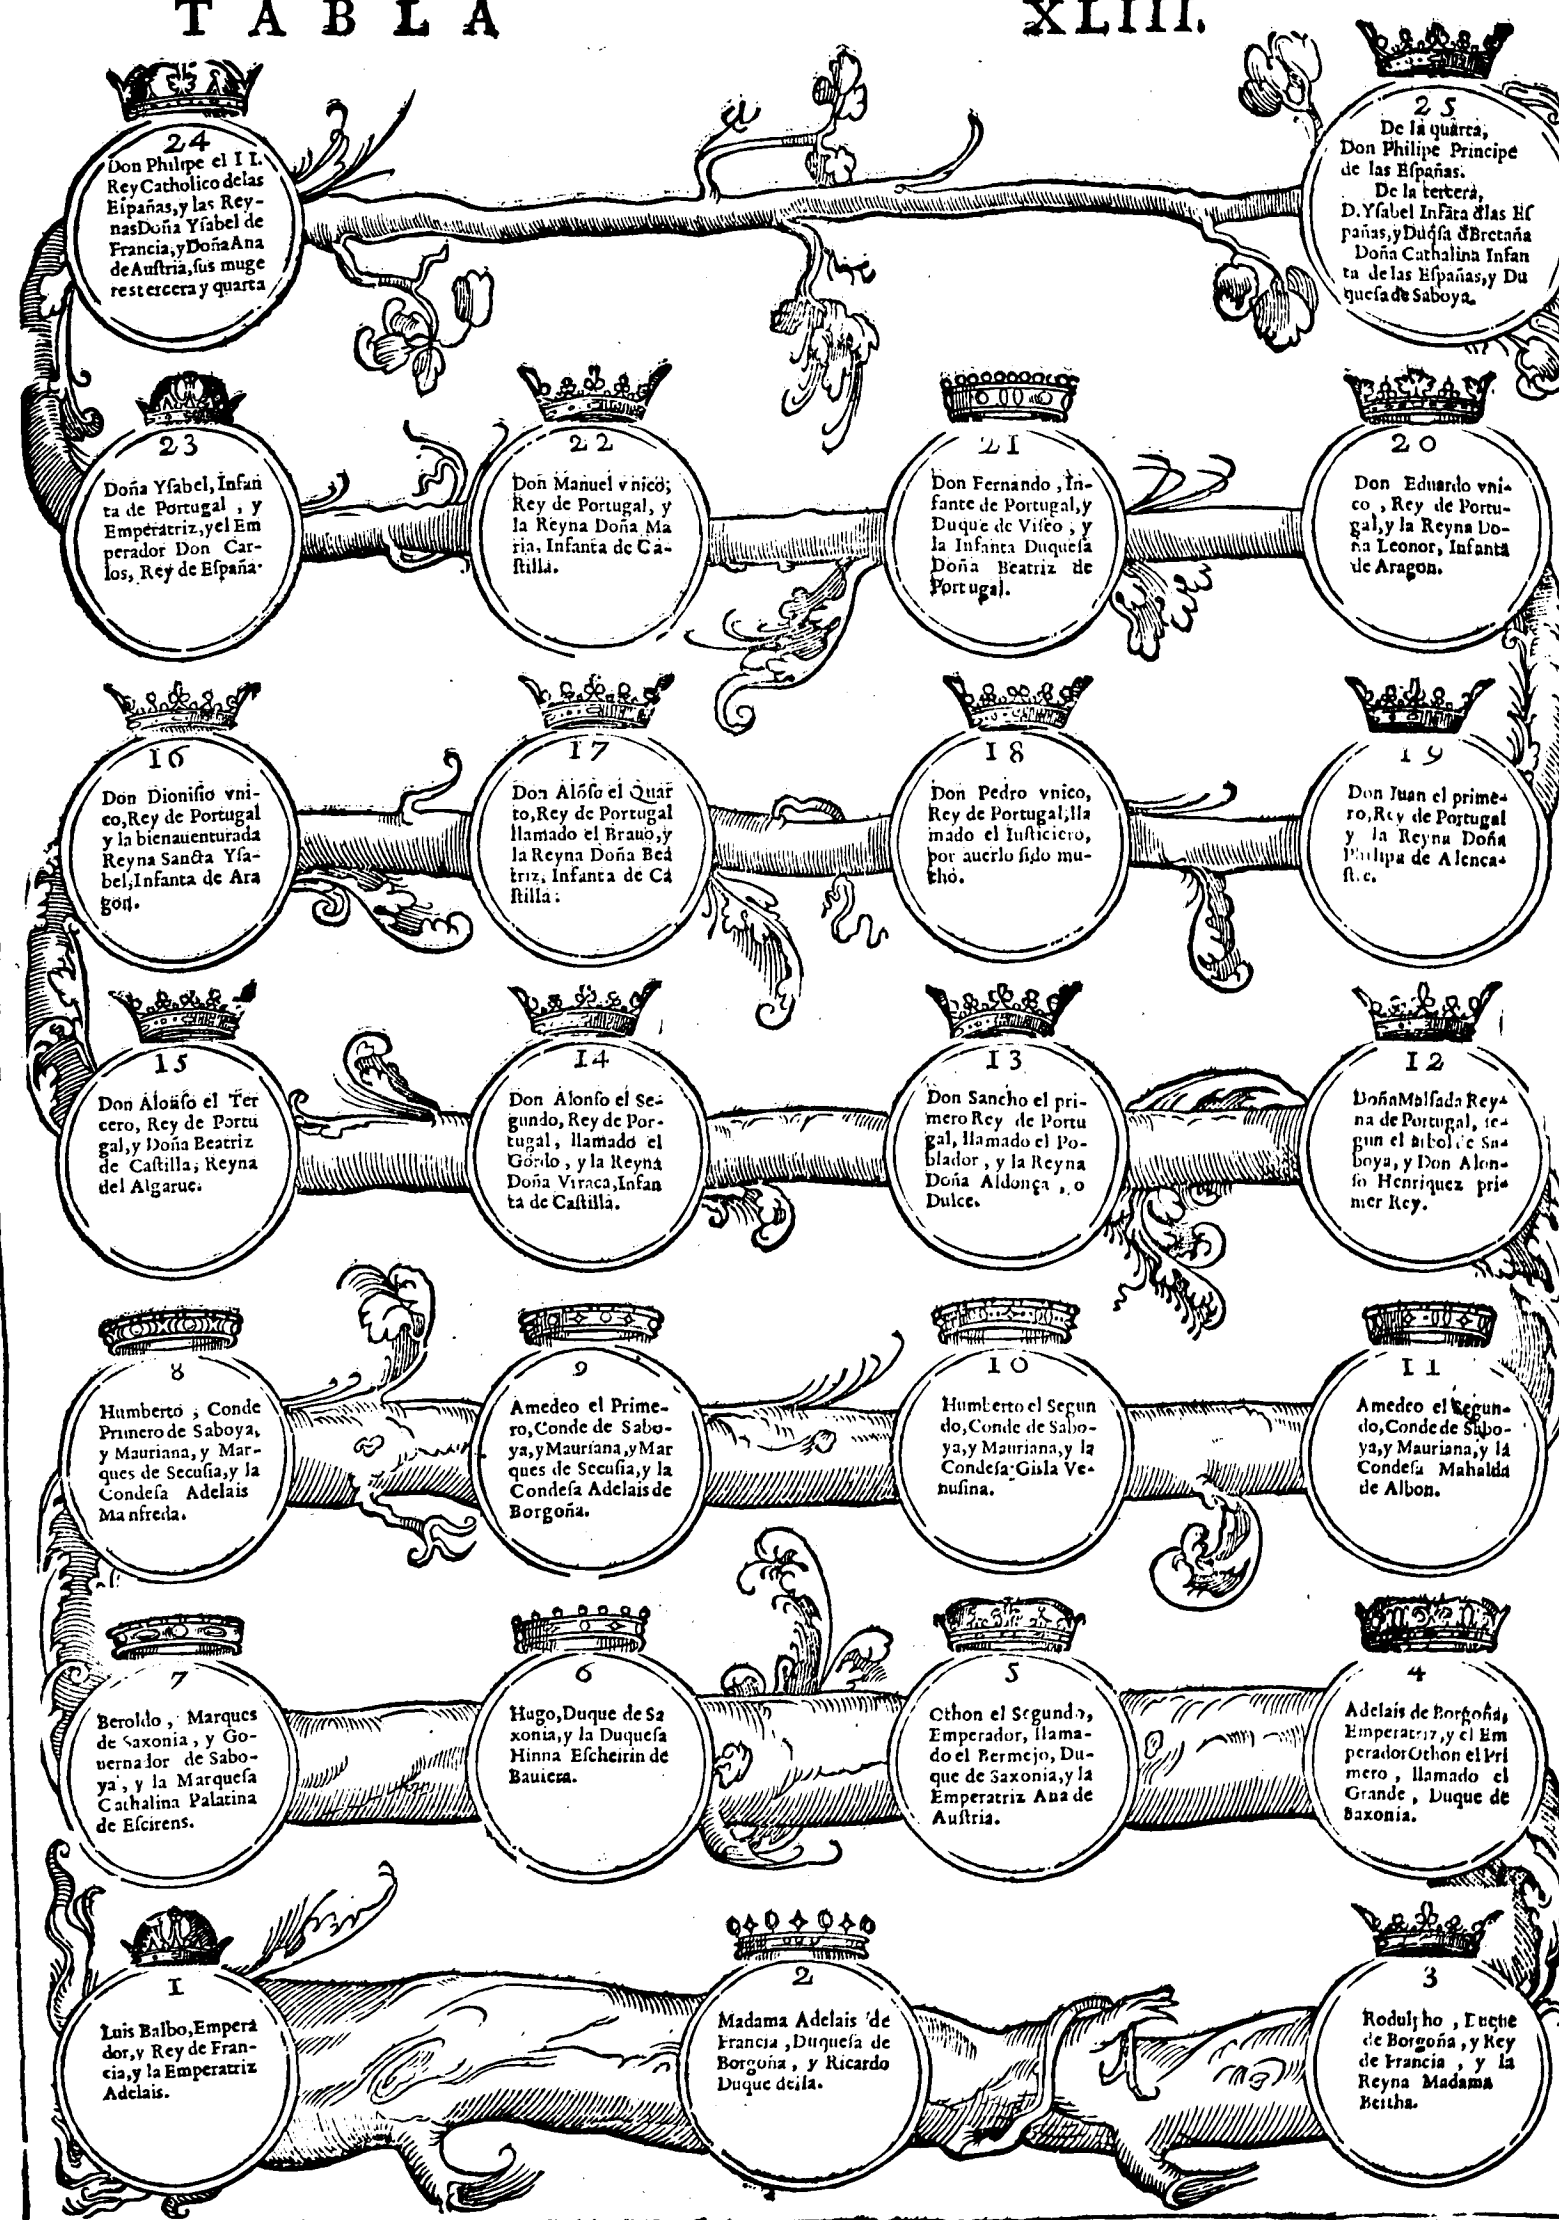 TABLA XLIII.
24
Don Philipe el II.
Rey Catholico delas
Eſpañas, y las Rey-
nas Doña Yſabel de
Francia, y Doña Ana
de Auſtria, ſus muge
res tercera y quarta
25
De la quarta,
Don Philipe Principe
de las Eſpañas.
De la tercera,
D. Yſabel Infāta d̄las Eſ
pañas, y Duq̄ſa d̄ Bretaña
Doña Cathalina Infan
ta de las Eſpañas, y Du
queſa de Saboya.
23
Doña Yſabel, Infan
ta de Portugal, y
Emperatriz, y el Em
perador Don Car-
los, Rey de Eſpaña.
22
Don Manuel vnico,
Rey de Portugal, y
la Reyna Doña Ma
ria, Infanta de Ca-
ſtilla.
21
Don Fernando, In-
fante de Portugal, y
Duque de Viſeo, y
la Infanta Duqueſa
Doña Beatriz de
Portugal.
20
Don Eduardo vni-
co, Rey de Portu-
gal, y la Reyna Do-
ña Leonor, Infanta
de Aragon.
16
Don Dioniſio vni-
co, Rey de Portugal
y la bienauenturada
Reyna Sancta Yſa-
bel, Infanta de Ara
gon.
17
Don Alōſo el Quar
to, Rey de Portugal
llamado el Brauo, y
la Reyna Doña Bea
triz, Infanta de Ca
ſtilla.
18
Don Pedro vnico,
Rey de Portugal, lla
mado el Iuſticiero,
por auerlo ſido mu-
cho.
19
Don Iuan el prime-
ro, Rey de Portugal
y la Reyna Doña
Philipa de Alenca-
ſtre.
15
Don Alonſo el Ter
cero, Rey de Portu
gal, y Doña Beatriz
de Caſtilla, Reyna
del Algarue.
14
Don Alonſo el Se-
gundo, Rey de Por-
tugal, llamado el
Gordo, y la Reyna
Doña Vrraca, Infan
ta de Caſtilla.
13
Don Sancho el pri-
mero Rey de Portu
gal, llamado el Po-
blador, y la Reyna
Doña Aldonça, o
Dulce.
12
Doña Malfada Rey-
na de Portugal, ſe-
gun el arbol de Sa-
boya, y Don Alon-
ſo Henriquez pri-
mer Rey.
8
Humberto, Conde
Primero de Saboya,
y Mauriana, y Mar-
ques de Secuſia, y la
Condeſa Adelais
Manfreda.
9
Amedeo el Prime-
ro, Conde de Sabo-
ya, y Mauriana, y Mar
ques de Secuſia, y la
Condeſa Adelais de
Borgoña.
10
Humberto el Segun
do, Conde de Sabo-
ya, y Mauriana, y la
Condeſa Giſla Ve-
nuſina.
11
Amedeo el Segun-
do, Conde de Sabo-
ya, y Mauriana, y la
Condeſa Mahalda
de Albon.
7
Beroldo, Marques
de Saxonia, y Go-
uernador de Sabo-
ya, y la Marqueſa
Cathalina Palatina
de Eſcirens.
6
Hugo, Duque de Sa
xonia, y la Duqueſa
Hinna Eſcheirin de
Bauiera.
5
Othon el Segundo,
Emperador, llama-
do el Bermejo, Du-
que de Saxonia, y la
Emperatriz Ana de
Auſtria.
4
Adelais de Borgoña,
Emperatriz, y el Em
perador Othon el Pri
mero, llamado el
Grande, Duque de
Saxonia.
1
Luis Balbo, Empera
dor, y Rey de Fran-
cia, y la Emperatriz
Adelais.
2
Madama Adelais de
Francia, Duqueſa de
Borgoña, y Ricardo
Duque della.
3
Rodulpho, Duque
de Borgoña, y Rey
de Francia, y la
Reyna Madama
Bertha.